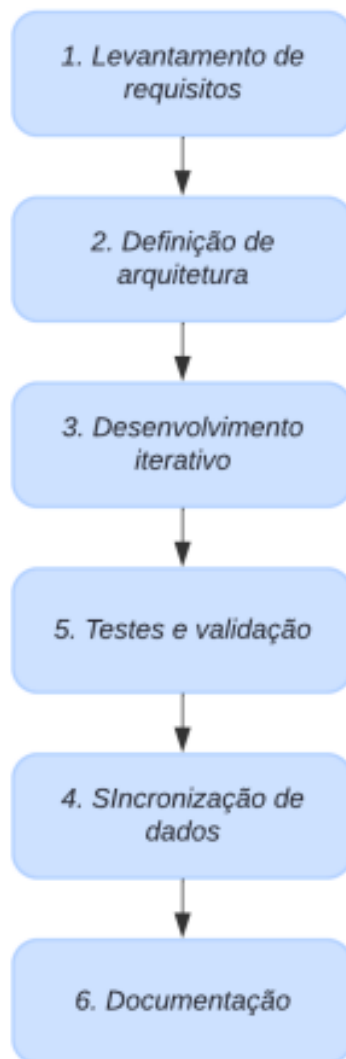 1. Levantamento de
requisitos
2. Definição de
arquitetura
3. Desenvolvimento
iterativo
5. Testes e validação
4. SIncronização de
dados
6. Documentação